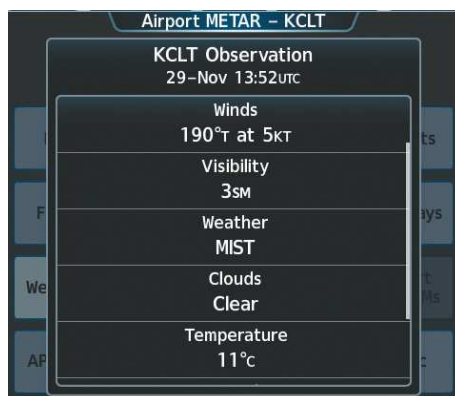 Airport METAR – KCLT
KCLT Observation
29–Nov 13:52UTC
Winds
190°T at 5KT
Visibility
3SM
Weather
MIST
Clouds
Clear
Temperature
11°C